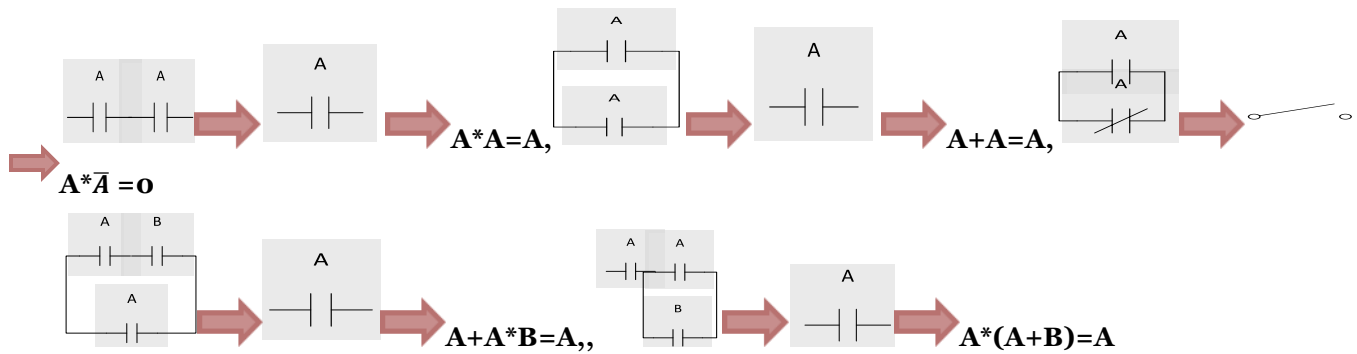 A
A A A A
A A
A*A=A, A+A=A,
A*A̅ =0
A B A A A
A A
A B
A+A*B=A,, A*(A+B)=A